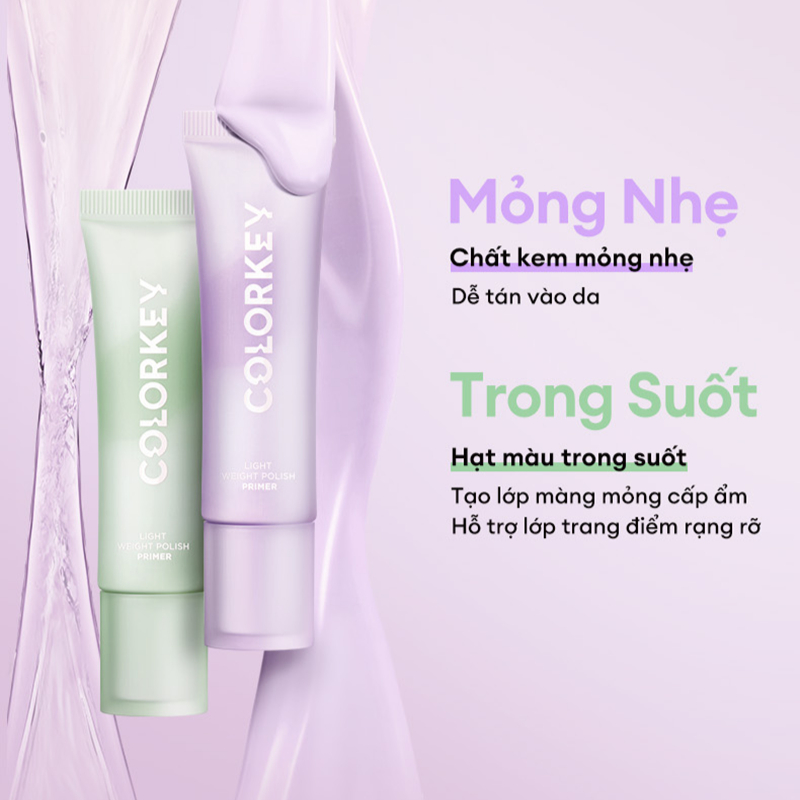 COLORKEY
LIGHT
WEIGHT POLISH
PRIMER
COLORKEY
LIGHT
WEIGHT POLISH
PRIMER
Mỏng Nhẹ
Chất kem mỏng nhẹ
Dễ tán vào da
Trong Suốt
Hạt màu trong suốt
Tạo lớp màng mỏng cấp ẩm
Hỗ trợ lớp trang điểm rạng rỡ